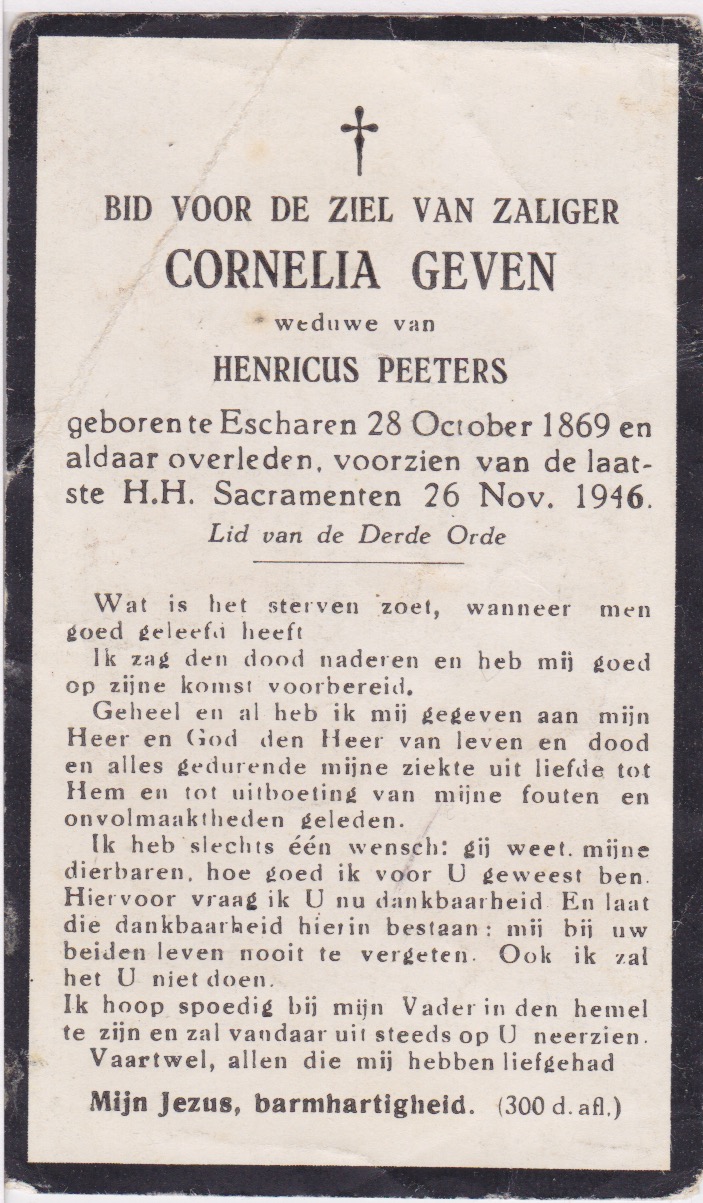 BID VOOR DE ZIEL VAN ZALIGER
CORNELIA GEVEN
weduwe van
HENRICUS PEETERS
geboren te Escharen 28 October 1869 en
aldaar overleden, voorzien van de laat-
ste H.H. Sacramenten 26 Nov. 1946.
Lid van de Derde Orde
Wat is het sterven zoet, wanneer men
goed geleefd heeft
Ik zag den dood naderen en heb mij goed
op zijne komst voorbereid.
Geheel en al heb ik mij gegeven aan mijn
Heer en God den Heer van leven en dood
en alles gedurende mijne ziekte uit liefde tot
Hem en tot uitboeting van mijne fouten en
onvolmaaktheden geleden.
Ik heb slechts één wensch: gij weet. mijne
dierbaren, hoe goed ik voor U geweest ben.
Hiervoor vraag ik U nu dankbaarheid En laat
die dankbaarheid hierin bestaan: mij bij uw
beiden leven nooit te vergeten. Ook ik zal
het U niet doen.
Ik hoop spoedig bij mijn Vader in den hemel
te zijn en zal vandaar uit steeds op U neerzien.
Vaartwel, allen die mij hebben liefgehad
Mijn Jezus, barmhartigheid. (300 d. afl.)